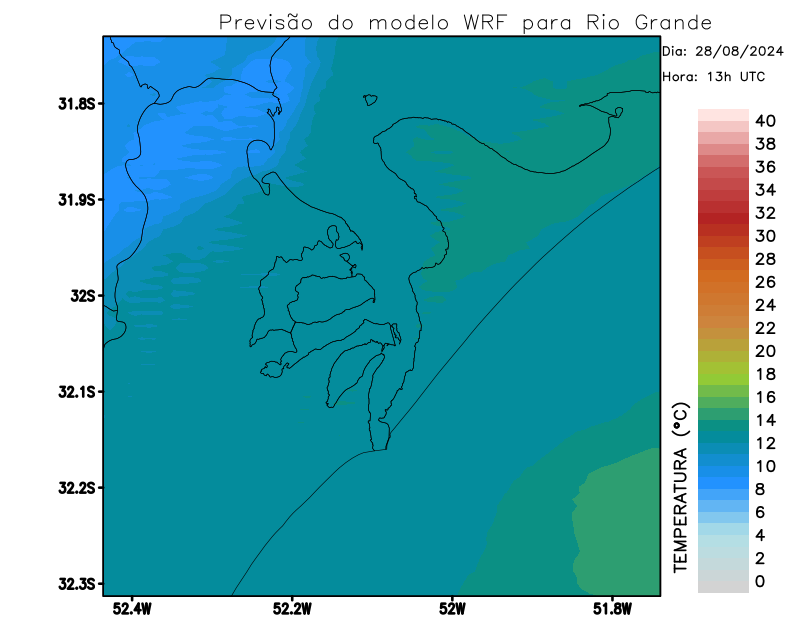 Previsão do modelo WRF para Rio Grande
Dia: 28/08/2024
Hora: 13h UTC
31.8S
31.9S
32S
32.1S
32.2S
32.3S
52.4W
52.2W
52W
51.8W
TEMPERATURA (°C)
40
38
36
34
32
30
28
26
24
22
20
18
16
14
12
10
8
6
4
2
0